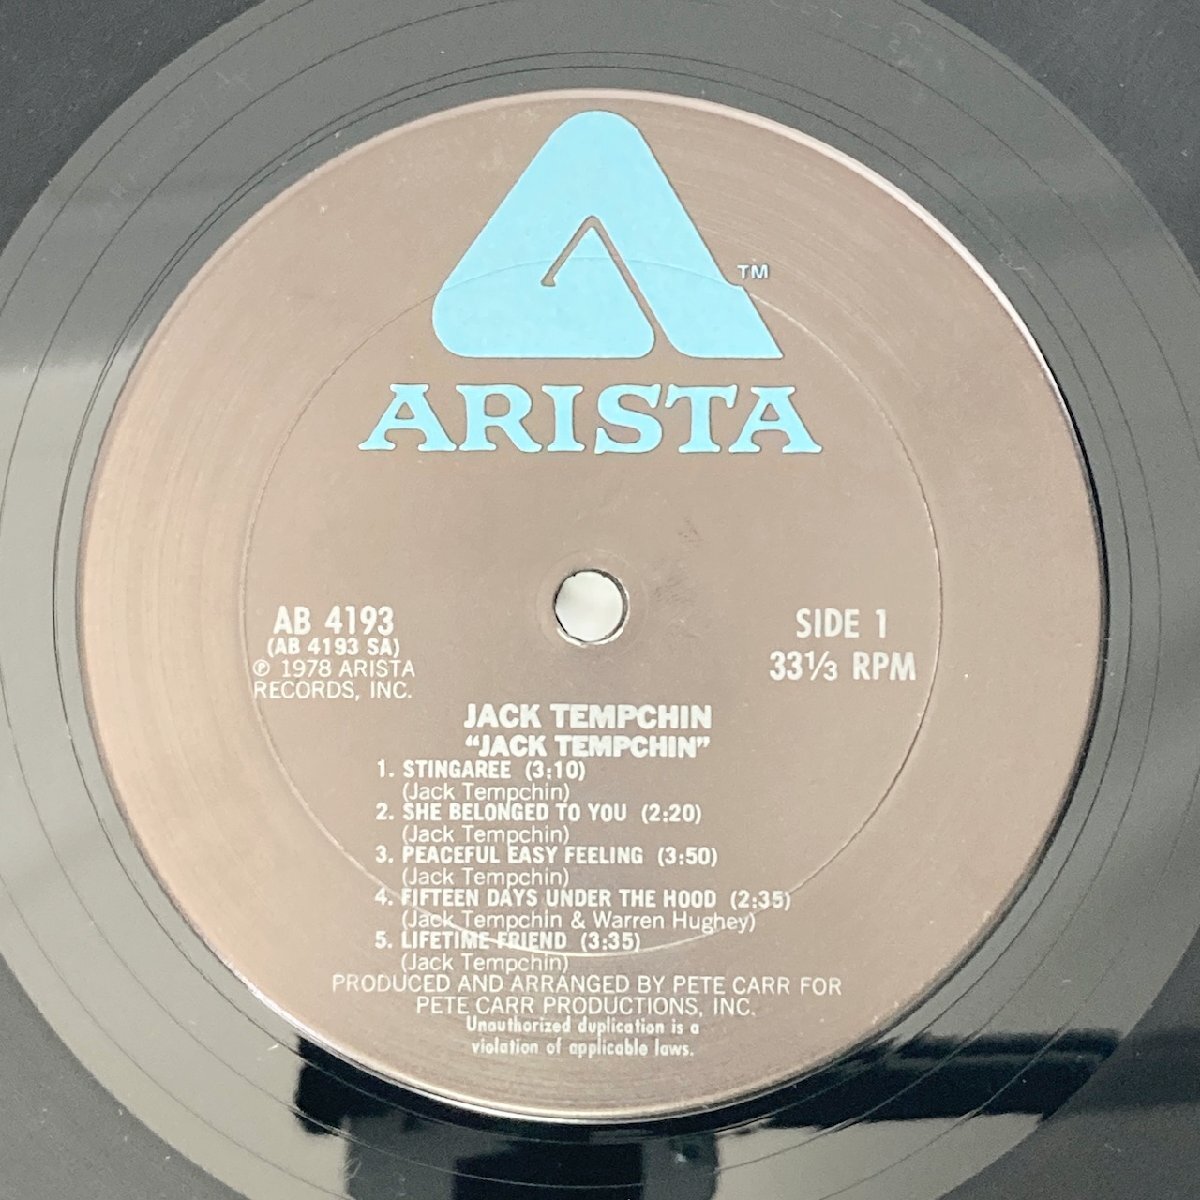 TM
ARISTA
AB 4193
(AB 4193 SA)
℗ 1978 ARISTA
RECORDS, INC.
SIDE 1
33⅓ RPM
JACK TEMPCHIN
“JACK TEMPCHIN”
1. STINGAREE (3:10)
(Jack Tempchin)
2. SHE BELONGED TO YOU (2:20)
(Jack Tempchin)
3. PEACEFUL EASY FEELING (3:50)
(Jack Tempchin)
4. FIFTEEN DAYS UNDER THE HOOD (2:35)
(Jack Tempchin & Warren Hughey)
5. LIFETIME FRIEND (3:35)
(Jack Tempchin)
PRODUCED AND ARRANGED BY PETE CARR FOR
PETE CARR PRODUCTIONS, INC.
Unauthorized duplication is a
violation of applicable laws.